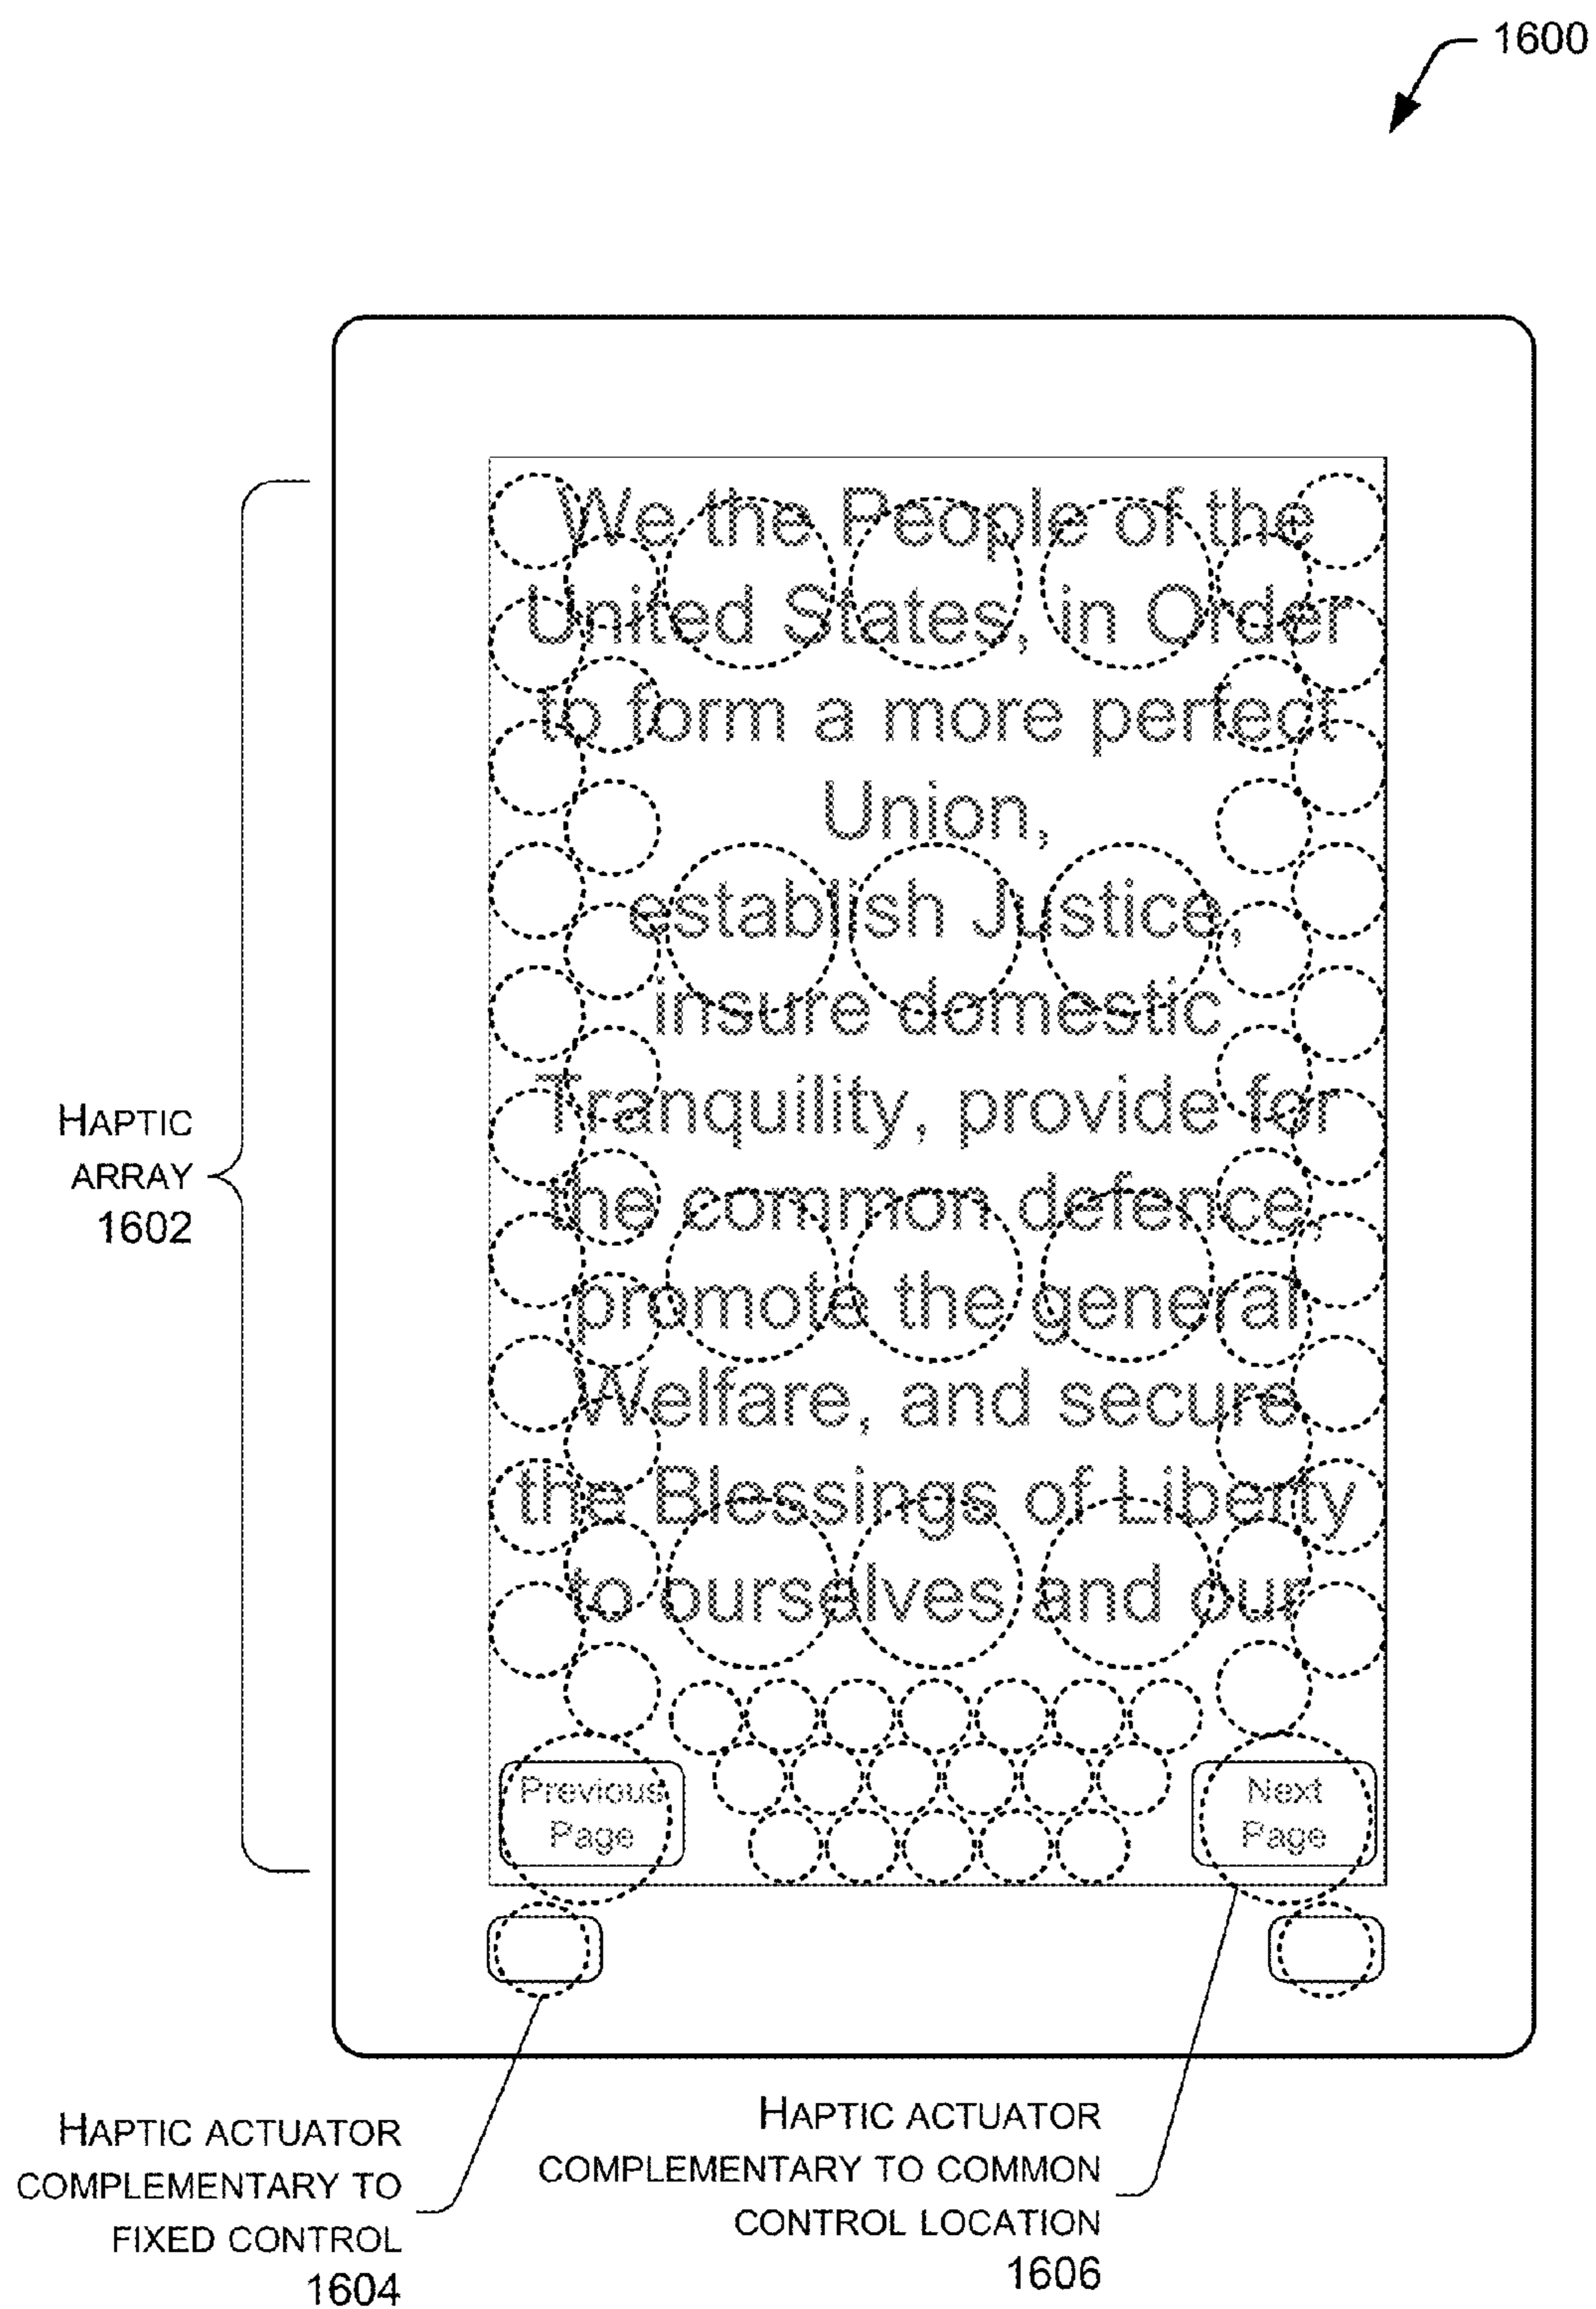 1600
We the People of the
United States, in Order
to form a more perfect
Union,
establish Justice,
insure domestic
Tranquility, provide for
the common defence,
promote the general
Welfare, and secure
the Blessings of Liberty
to ourselves and our
HAPTIC
ARRAY
1602
Previous
Page
Next
Page
HAPTIC ACTUATOR
COMPLEMENTARY TO
FIXED CONTROL
1604
HAPTIC ACTUATOR
COMPLEMENTARY TO COMMON
CONTROL LOCATION
1606